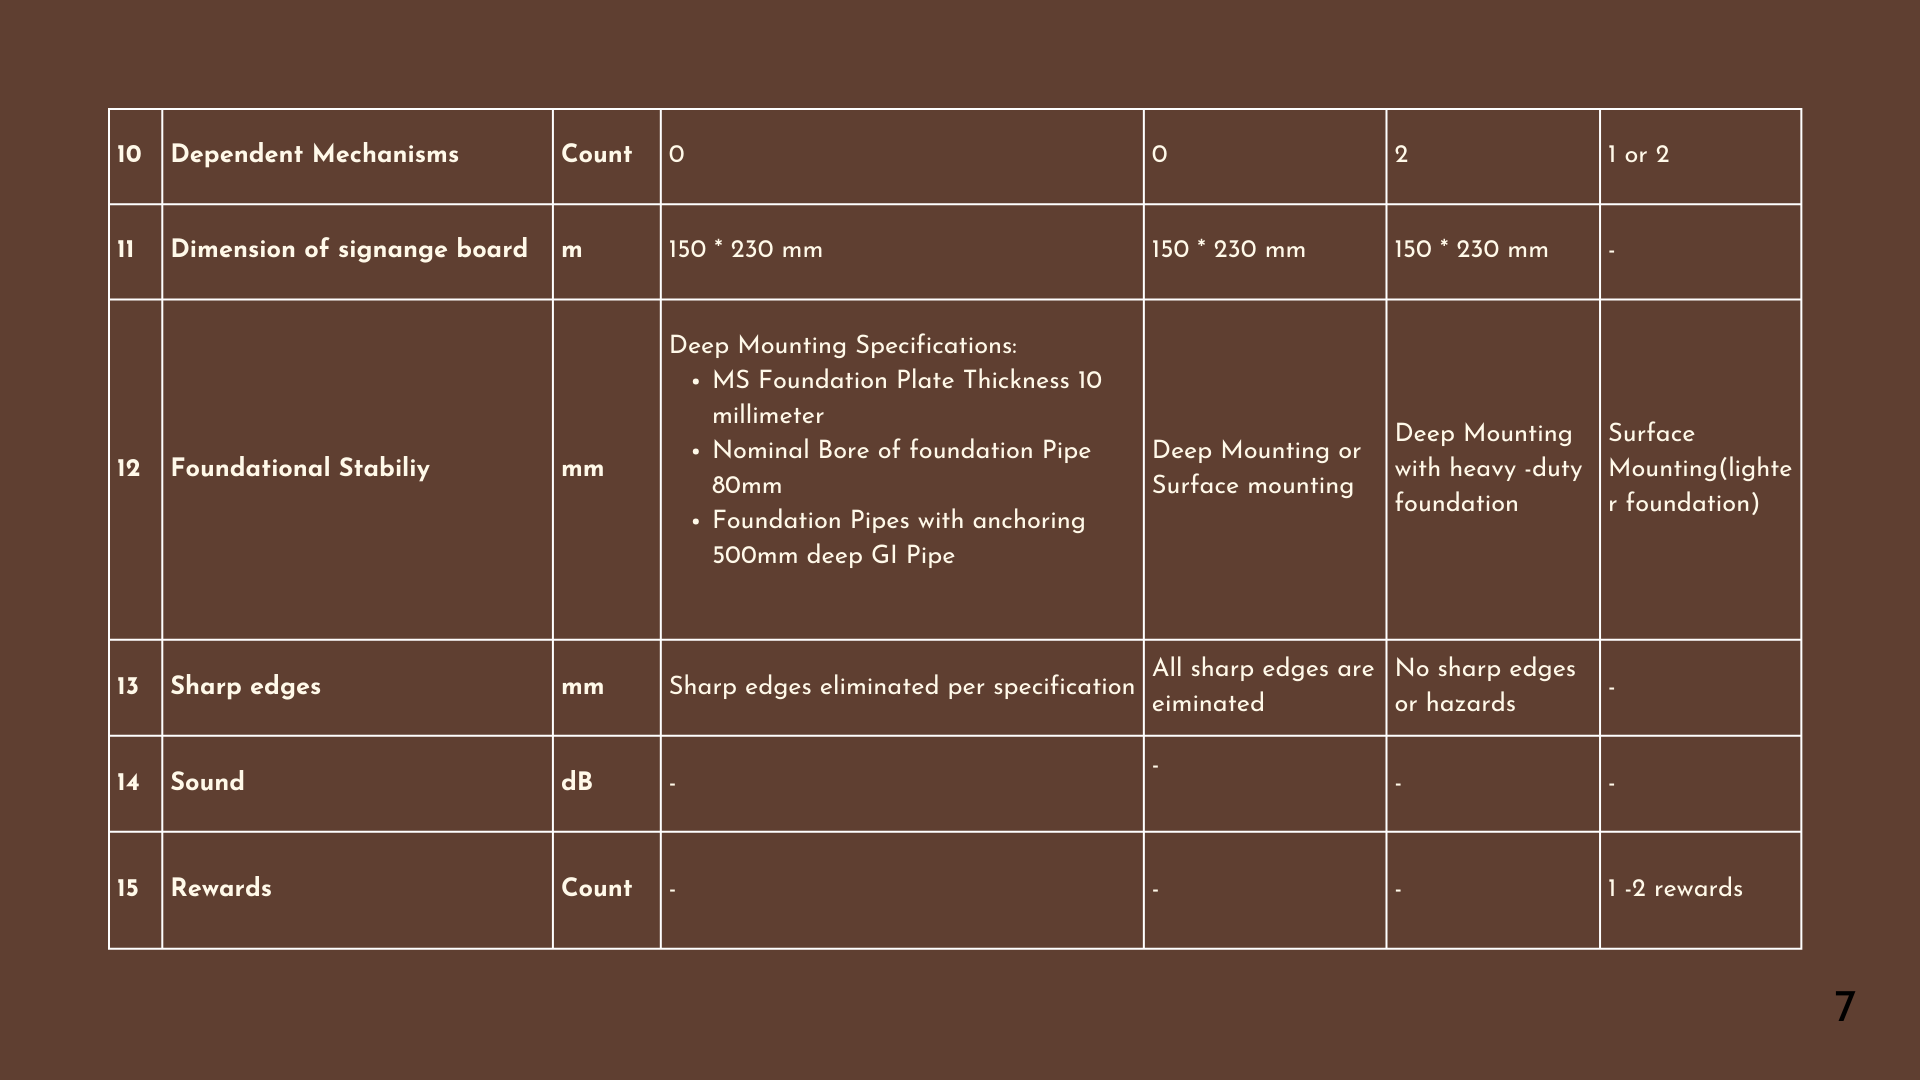 10 Dependent Mechanisms Count 0 0 2 1 or 2
11 Dimension of signange board m 150 * 230 mm 150 * 230 mm 150 * 230 mm -
12 Foundational Stabiliy mm
Deep Mounting Specifications:
• MS Foundation Plate Thickness 10
millimeter
• Nominal Bore of foundation Pipe
80mm
• Foundation Pipes with anchoring
500mm deep GI Pipe
Deep Mounting or
Surface mounting
Deep Mounting
with heavy -duty
foundation
Surface
Mounting(lighte
r foundation)
13 Sharp edges mm Sharp edges eliminated per specification
All sharp edges are
eiminated
No sharp edges
or hazards
-
14 Sound dB - - - -
15 Rewards Count - - - 1 -2 rewards
7